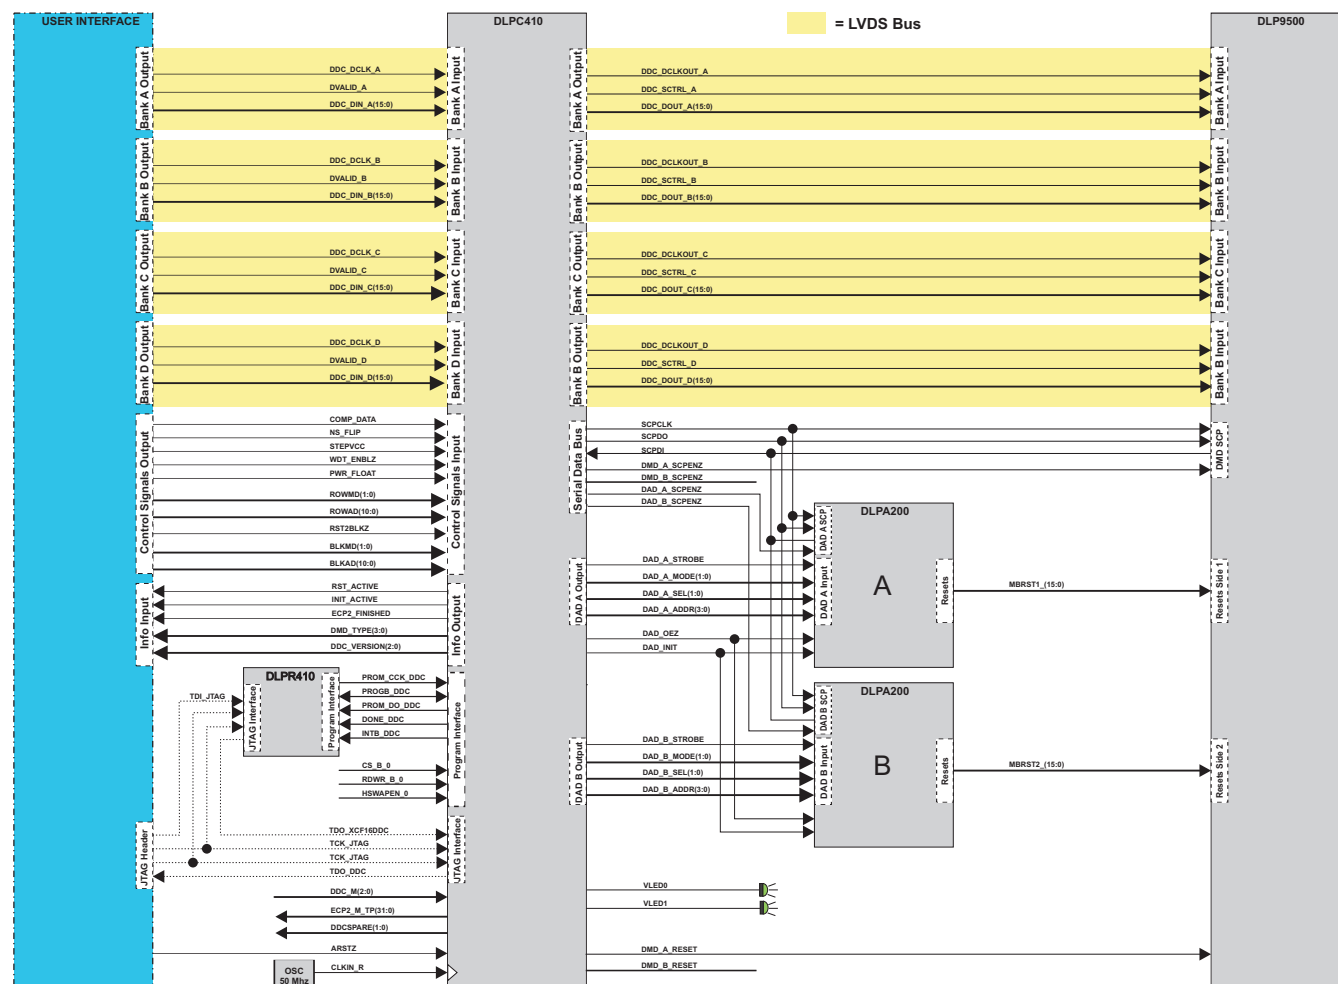 USER INTERFACE
DLPC410
= LVDS Bus
DLP9500
Bank A Output
DDC_DCLK_A
DVALID_A
DDC_DIN_A(15:0)
Bank A Input
Bank A Output
DDC_DCLKOUT_A
DDC_SCTRL_A
DDC_DOUT_A(15:0)
Bank A Input
Bank B Output
DDC_DCLK_B
DVALID_B
DDC_DIN_B(15:0)
Bank B Input
Bank B Output
DDC_DCLKOUT_B
DDC_SCTRL_B
DDC_DOUT_B(15:0)
Bank B Input
Bank C Output
DDC_DCLK_C
DVALID_C
DDC_DIN_C(15:0)
Bank C Input
Bank C Output
DDC_DCLKOUT_C
DDC_SCTRL_C
DDC_DOUT_C(15:0)
Bank C Input
Bank D Output
DDC_DCLK_D
DVALID_D
DDC_DIN_D(15:0)
Bank D Input
Bank B Output
DDC_DCLKOUT_D
DDC_SCTRL_D
DDC_DOUT_D(15:0)
Bank B Input
Control Signals Output
COMP_DATA
NS_FLIP
STEPVCC
WDT_ENBLZ
PWR_FLOAT
ROWMD(1:0)
ROWAD(10:0)
RST2BLKZ
BLKMD(1:0)
BLKAD(10:0)
Control Signals Input
Serial Data Bus
SCPCLK
SCPDO
SCPDI
DMD_A_SCPENZ
DMD_B_SCPENZ
DAD_A_SCPENZ
DAD_B_SCPENZ
DMD SCP
DLPA200
DAD A SCP
A
DAD A Output
DAD_A_STROBE
DAD_A_MODE(1:0)
DAD_A_SEL(1:0)
DAD_A_ADDR(3:0)
DAD A Input
Resets
MBRST1_(15:0)
Resets Side 1
DAD_OEZ
DAD_INIT
Info Input
RST_ACTIVE
INIT_ACTIVE
ECP2_FINISHED
DMD_TYPE(3:0)
DDC_VERSION(2:0)
Info Output
DLPR410
TDI_JTAG
JTAG Interface
Program Interface
PROM_CCK_DDC
PROGB_DDC
PROM_DO_DDC
DONE_DDC
INTB_DDC
CS_B_0
RDWR_B_0
HSWAPEN_0
Program Interface
DLPA200
DAD B SCP
B
DAD B Output
DAD_B_STROBE
DAD_B_MODE(1:0)
DAD_B_SEL(1:0)
DAD_B_ADDR(3:0)
DAD B Input
Resets
MBRST2_(15:0)
Resets Side 2
JTAG Header
TDO_XCF16DDC
TCK_JTAG
TCK_JTAG
TDO_DDC
JTAG Interface
DDC_M(2:0)
ECP2_M_TP(31:0)
DDCSPARE(1:0)
ARSTZ
OSC
50 Mhz
CLKIN_R
VLED0
VLED1
DMD_A_RESET
DMD_B_RESET